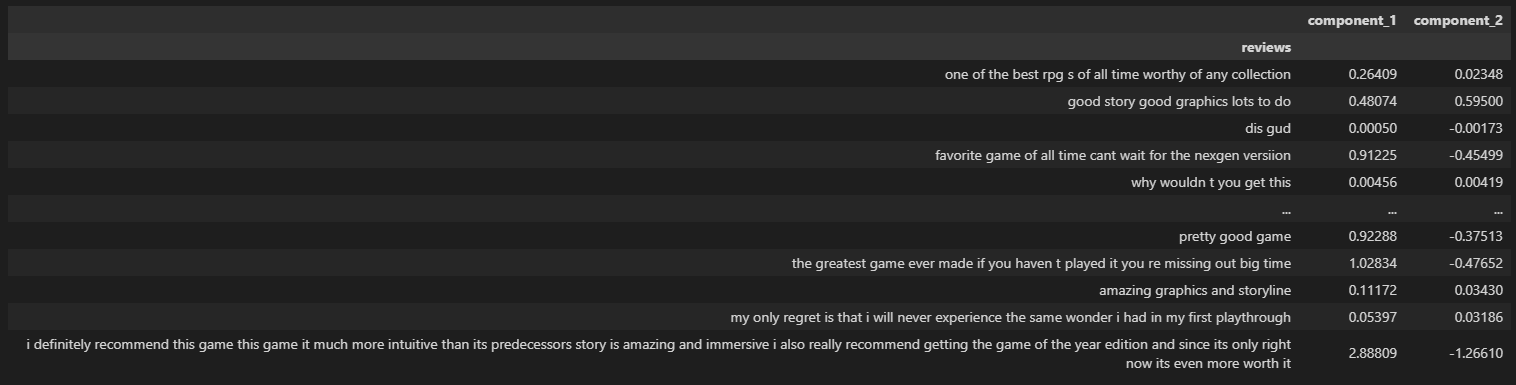 component_1 component_2
reviews
one of the best rpg s of all time worthy of any collection 0.26409 0.02348
good story good graphics lots to do 0.48074 0.59500
dis gud 0.00050 -0.00173
favorite game of all time cant wait for the nexgen versiion 0.91225 -0.45499
why wouldn t you get this 0.00456 0.00419
... ... ...
pretty good game 0.92288 -0.37513
the greatest game ever made if you haven t played it you re missing out big time 1.02834 -0.47652
amazing graphics and storyline 0.11172 0.03430
my only regret is that i will never experience the same wonder i had in my first playthrough 0.05397 0.03186
i definitely recommend this game this game it much more intuitive than its predecessors story is amazing and immersive i also really recommend getting the game of the year edition and since its only right
now its even more worth it 2.88809 -1.26610